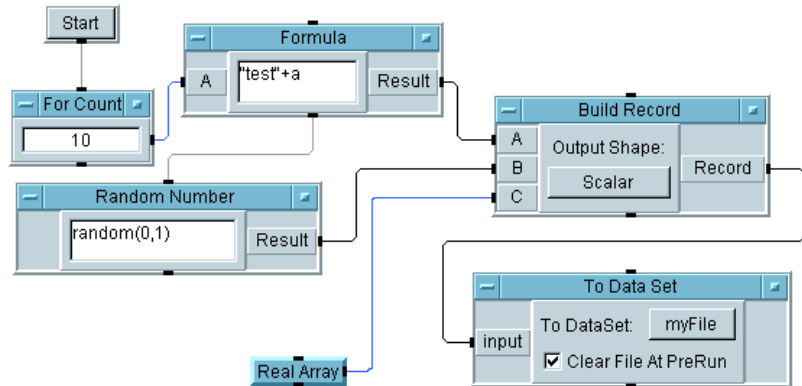 Start
Formula
A
"test"+a
Result
For Count
10
Build Record
A
Output Shape:
B
Scalar
Record
C
Random Number
random(0,1)
Result
To Data Set
input
To DataSet:
myFile
Clear File At PreRun
Real Array